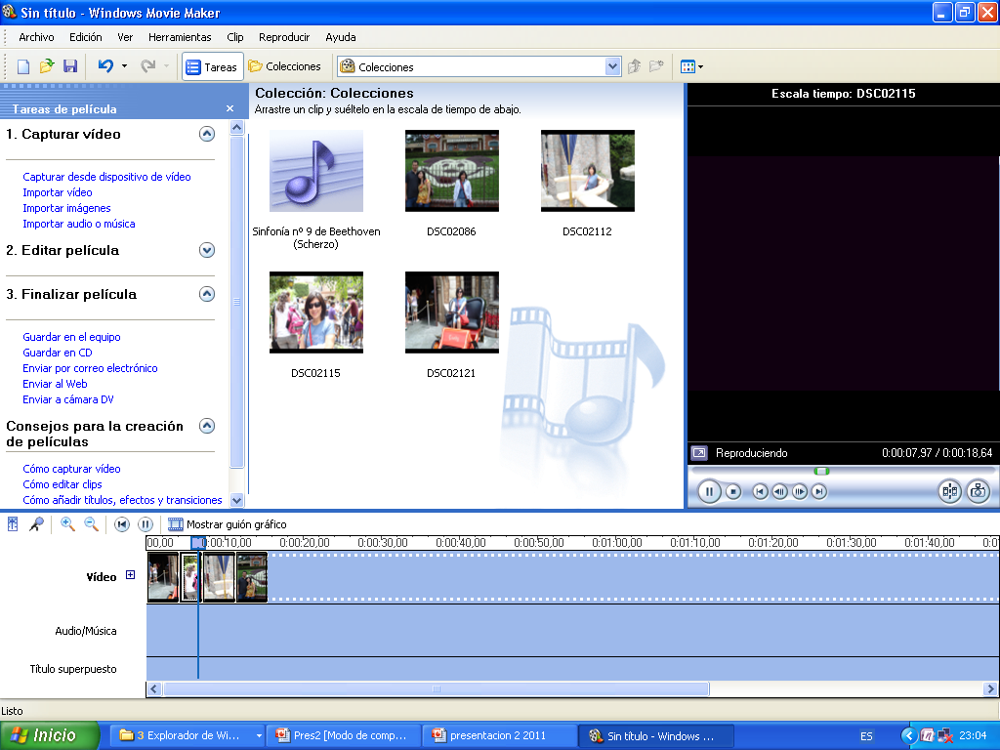 Sin título - Windows Movie Maker
Archivo Edición Ver Herramientas Clip Reproducir Ayuda
Tareas Colecciones Colecciones
Tareas de película
1. Capturar vídeo
Capturar desde dispositivo de vídeo
Importar vídeo
Importar imágenes
Importar audio o música
2. Editar película
3. Finalizar película
Guardar en el equipo
Guardar en CD
Enviar por correo electrónico
Enviar al Web
Enviar a cámara DV
Consejos para la creación
de películas
Cómo capturar vídeo
Cómo editar clips
Cómo añadir títulos, efectos y transiciones
Colección: Colecciones
Arrastre un clip y suéltelo en la escala de tiempo de abajo.
Sinfonía nº 9 de Beethoven
(Scherzo)
DSC02086
DSC02112
DSC02115
DSC02121
Escala tiempo: DSC02115
Reproduciendo 0:00:07,97 / 0:00:18,64
Mostrar guión gráfico
00,00 0:00:10,00 0:00:20,00 0:00:30,00 0:00:40,00 0:00:50,00 0:01:00,00 0:01:10,00 0:01:20,00 0:01:30,00 0:01:40,00 0:0
Vídeo
Audio/Música
Título superpuesto
Listo
Inicio 3 Explorador de Wi... Pres2 [Modo de comp... presentacion 2 2011 Sin título - Windows ... ES 23:04